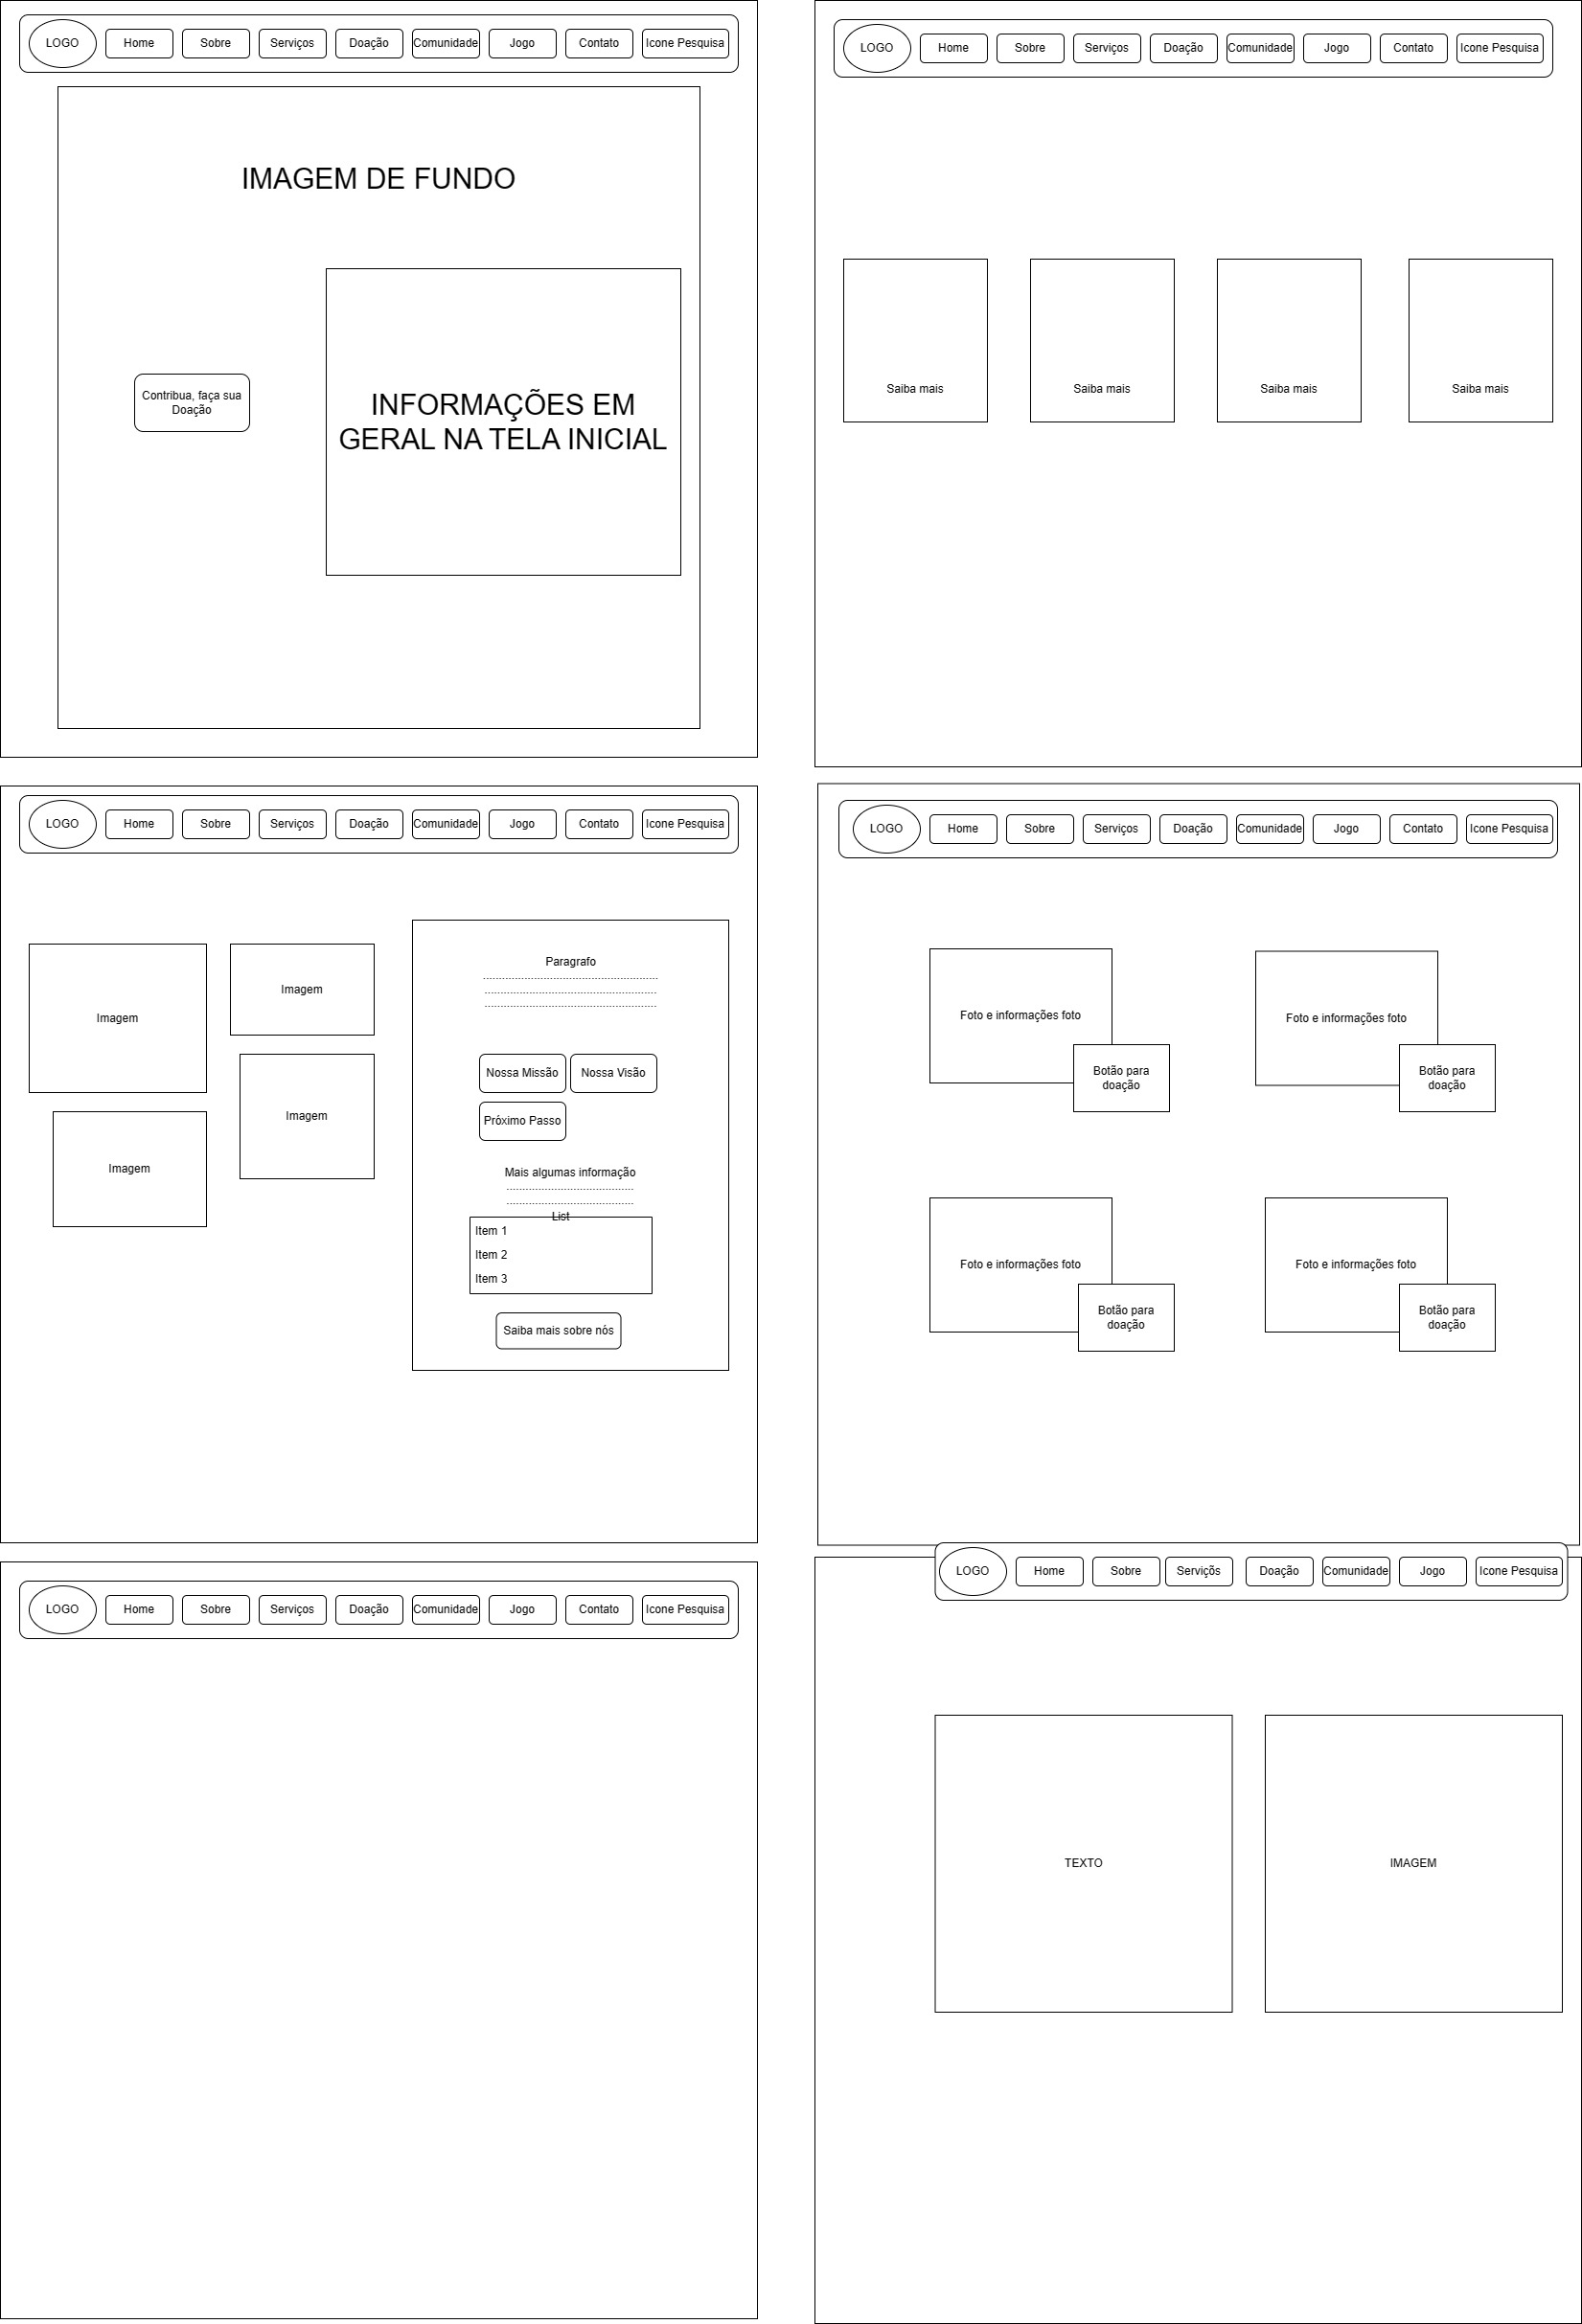 LOGO
Home
Sobre
Serviços
Doação
Comunidade
Jogo
Contato
Icone Pesquisa
IMAGEM DE FUNDO
Contribua, faça sua
Doação
INFORMAÇÕES EM
GERAL NA TELA INICIAL
LOGO
Home
Sobre
Serviços
Doação
Comunidade
Jogo
Contato
Icone Pesquisa
Saiba mais
Saiba mais
Saiba mais
Saiba mais
LOGO
Home
Sobre
Serviços
Doação
Comunidade
Jogo
Contato
Icone Pesquisa
Imagem
Imagem
Imagem
Imagem
Paragrafo
Nossa Missão
Nossa Visão
Próximo Passo
Mais algumas informação
List
Item 1
Item 2
Item 3
Saiba mais sobre nós
LOGO
Home
Sobre
Serviços
Doação
Comunidade
Jogo
Contato
Icone Pesquisa
Foto e informações foto
Botão para
doação
Foto e informações foto
Botão para
doação
Foto e informações foto
Botão para
doação
Foto e informações foto
Botão para
doação
LOGO
Home
Sobre
Serviços
Doação
Comunidade
Jogo
Contato
Icone Pesquisa
LOGO
Home
Sobre
Serviçõs
Doação
Comunidade
Jogo
Icone Pesquisa
TEXTO
IMAGEM